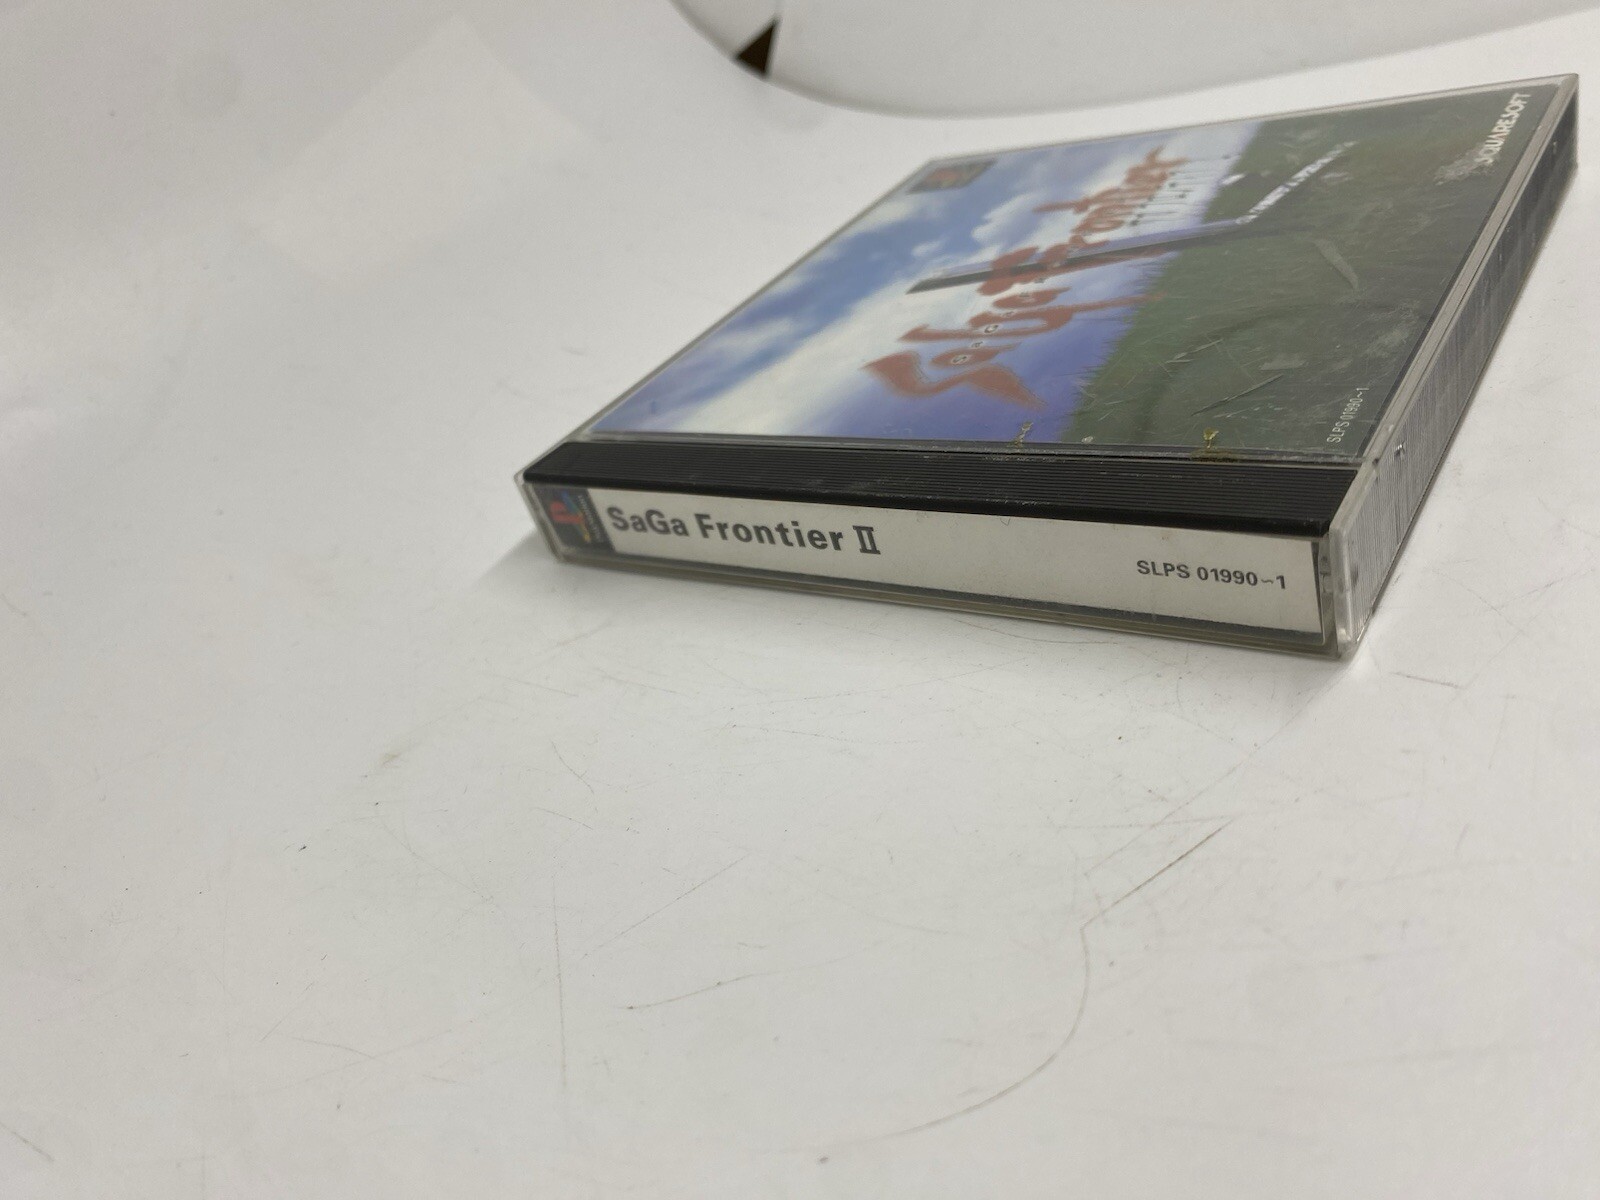 SaGa Frontier
SQUARESOFT
SLPS 01990~1
SaGa Frontier II
SLPS 01990~1